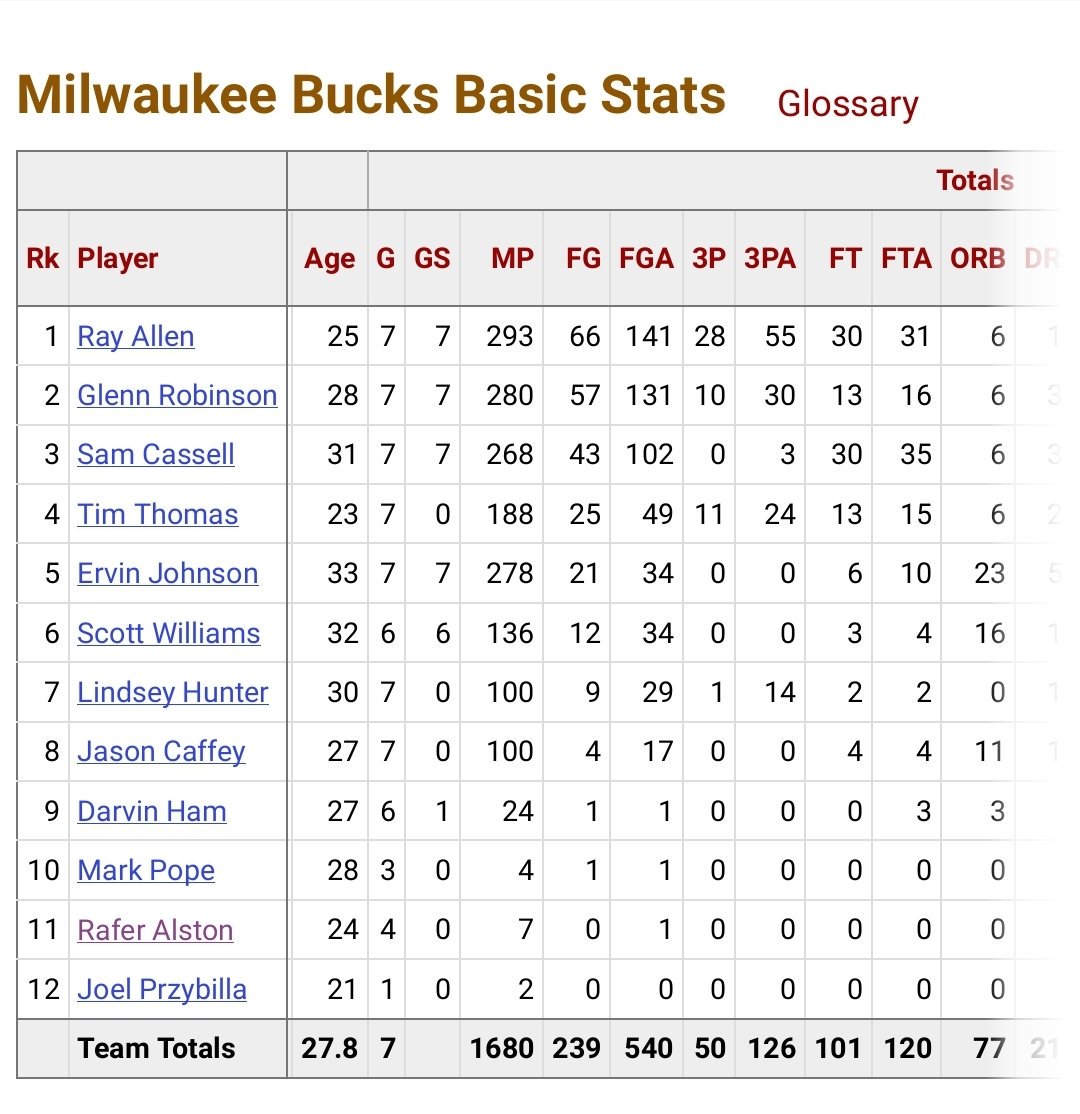 Milwaukee Bucks Basic Stats Glossary
Totals
Rk Player Age G GS MP FG FGA 3P 3PA FT FTA ORB DR
1 Ray Allen 25 7 7 293 66 141 28 55 30 31 6 1
2 Glenn Robinson 28 7 7 280 57 131 10 30 13 16 6 3
3 Sam Cassell 31 7 7 268 43 102 0 3 30 35 6 3
4 Tim Thomas 23 7 0 188 25 49 11 24 13 15 6 2
5 Ervin Johnson 33 7 7 278 21 34 0 0 6 10 23 5
6 Scott Williams 32 6 6 136 12 34 0 0 3 4 16 1
7 Lindsey Hunter 30 7 0 100 9 29 1 14 2 2 0 1
8 Jason Caffey 27 7 0 100 4 17 0 0 4 4 11 1
9 Darvin Ham 27 6 1 24 1 1 0 0 0 3 3
10 Mark Pope 28 3 0 4 1 1 0 0 0 0 0
11 Rafer Alston 24 4 0 7 0 1 0 0 0 0 0
12 Joel Przybilla 21 1 0 2 0 0 0 0 0 0 0
Team Totals 27.8 7 1680 239 540 50 126 101 120 77 21